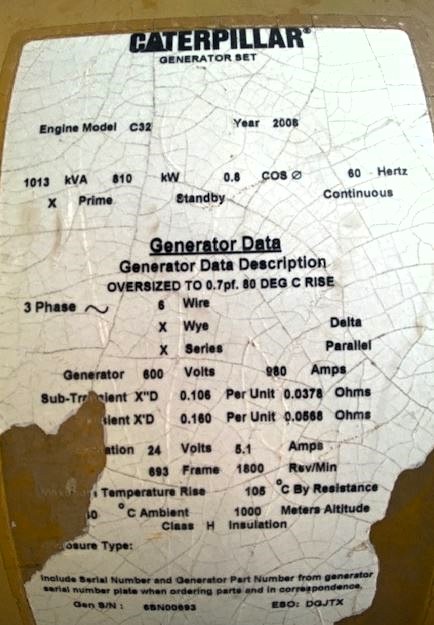 CATERPILLAR®
GENERATOR SET
Engine Model C32 Year 2008
1013 kVA 810 kW 0.8 COS Ø 60 Hertz
X Prime Standby Continuous
Generator Data
Generator Data Description
OVERSIZED TO 0.7pf. 80 DEG C RISE
3 Phase ~ 6 Wire
X Wye Delta
X Series Parallel
Generator 600 Volts 980 Amps
Sub-Transient X"D 0.106 Per Unit 0.0378 Ohms
sient X'D 0.160 Per Unit 0.0568 Ohms
ation 24 Volts 5.1 Amps
693 Frame 1800 Rev/Min
Temperature Rise 105 °C By Resistance
°C Ambient 1000 Meters Altitude
Class H Insulation
osure Type:
Include Serial Number and Generator Part Number from generator
serial number plate when ordering parts and in correspondence.
Gen S/N : 6BN00693 ESO: DGJTX